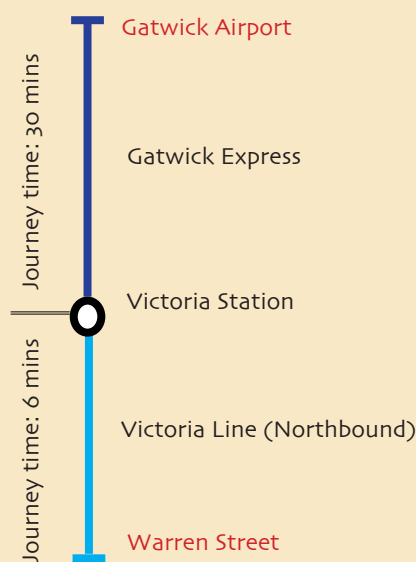 Gatwick Airport
Journey time: 30 mins
Gatwick Express
Victoria Station
Journey time: 6 mins
Victoria Line (Northbound)
Warren Street